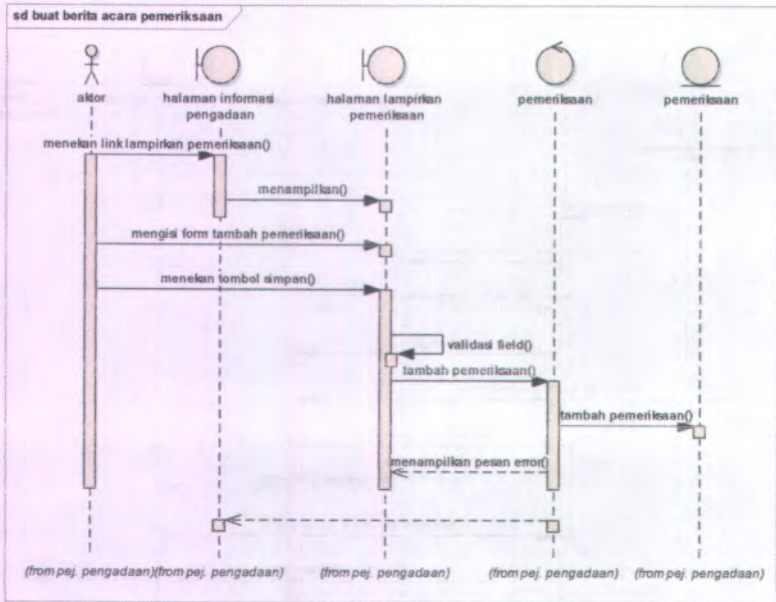 sd buat berita acara pemeriksaan
aktor
halaman informasi
pengadaan
halaman lampirkan
pemeriksaan
pemeriksaan
pemeriksaan
menekan link lampirkan pemeriksaan()
menampilkan()
mengisi form tambah pemeriksaan()
menekan tombol simpan()
validasi field()
tambah pemeriksaan()
tambah pemeriksaan()
menampilkan pesan error()
(from pej. pengadaan)
(from pej. pengadaan)
(from pej. pengadaan)
(from pej. pengadaan)
(from pej. pengadaan)